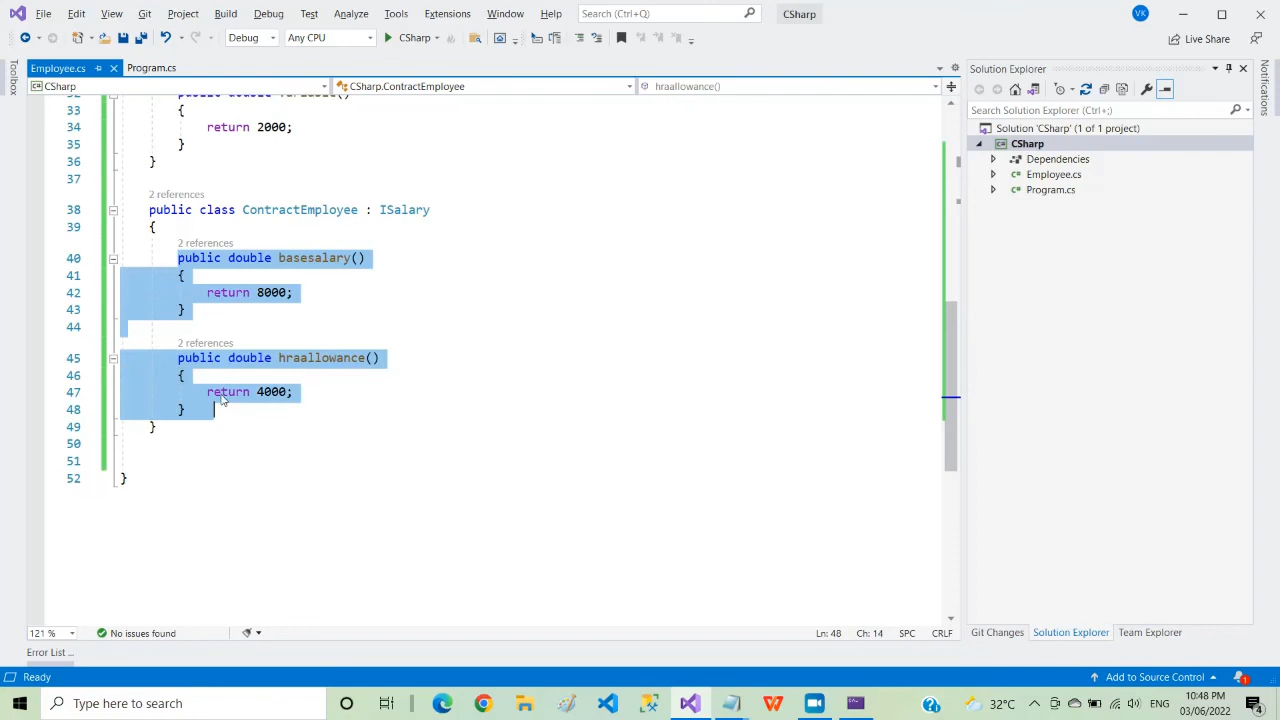 File Edit View Git Project Build Debug Test Analyze Tools Extensions Window Help Search (Ctrl+Q) CSharp VK
Debug Any CPU CSharp Live Share
Toolbox
Employee.cs Program.cs
CSharp CSharp.ContractEmployee hraallowance()
33 {
34 return 2000;
35 }
36 }
37
2 references
38 public class ContractEmployee : ISalary
39 {
2 references
40 public double basesalary()
41 {
42 return 8000;
43 }
44
2 references
45 public double hraallowance()
46 {
47 return 4000;
48 }
49 }
50
51
52 }
121 % No issues found Ln: 48 Ch: 14 SPC CRLF
Error List ...
Solution Explorer
Search Solution Explorer (Ctrl+;)
Solution 'CSharp' (1 of 1 project)
CSharp
Dependencies
Employee.cs
Program.cs
Git Changes Solution Explorer Team Explorer
Notifications
Ready Add to Source Control 1
Type here to search 32°C ENG 10:48 PM 03/06/2022 4